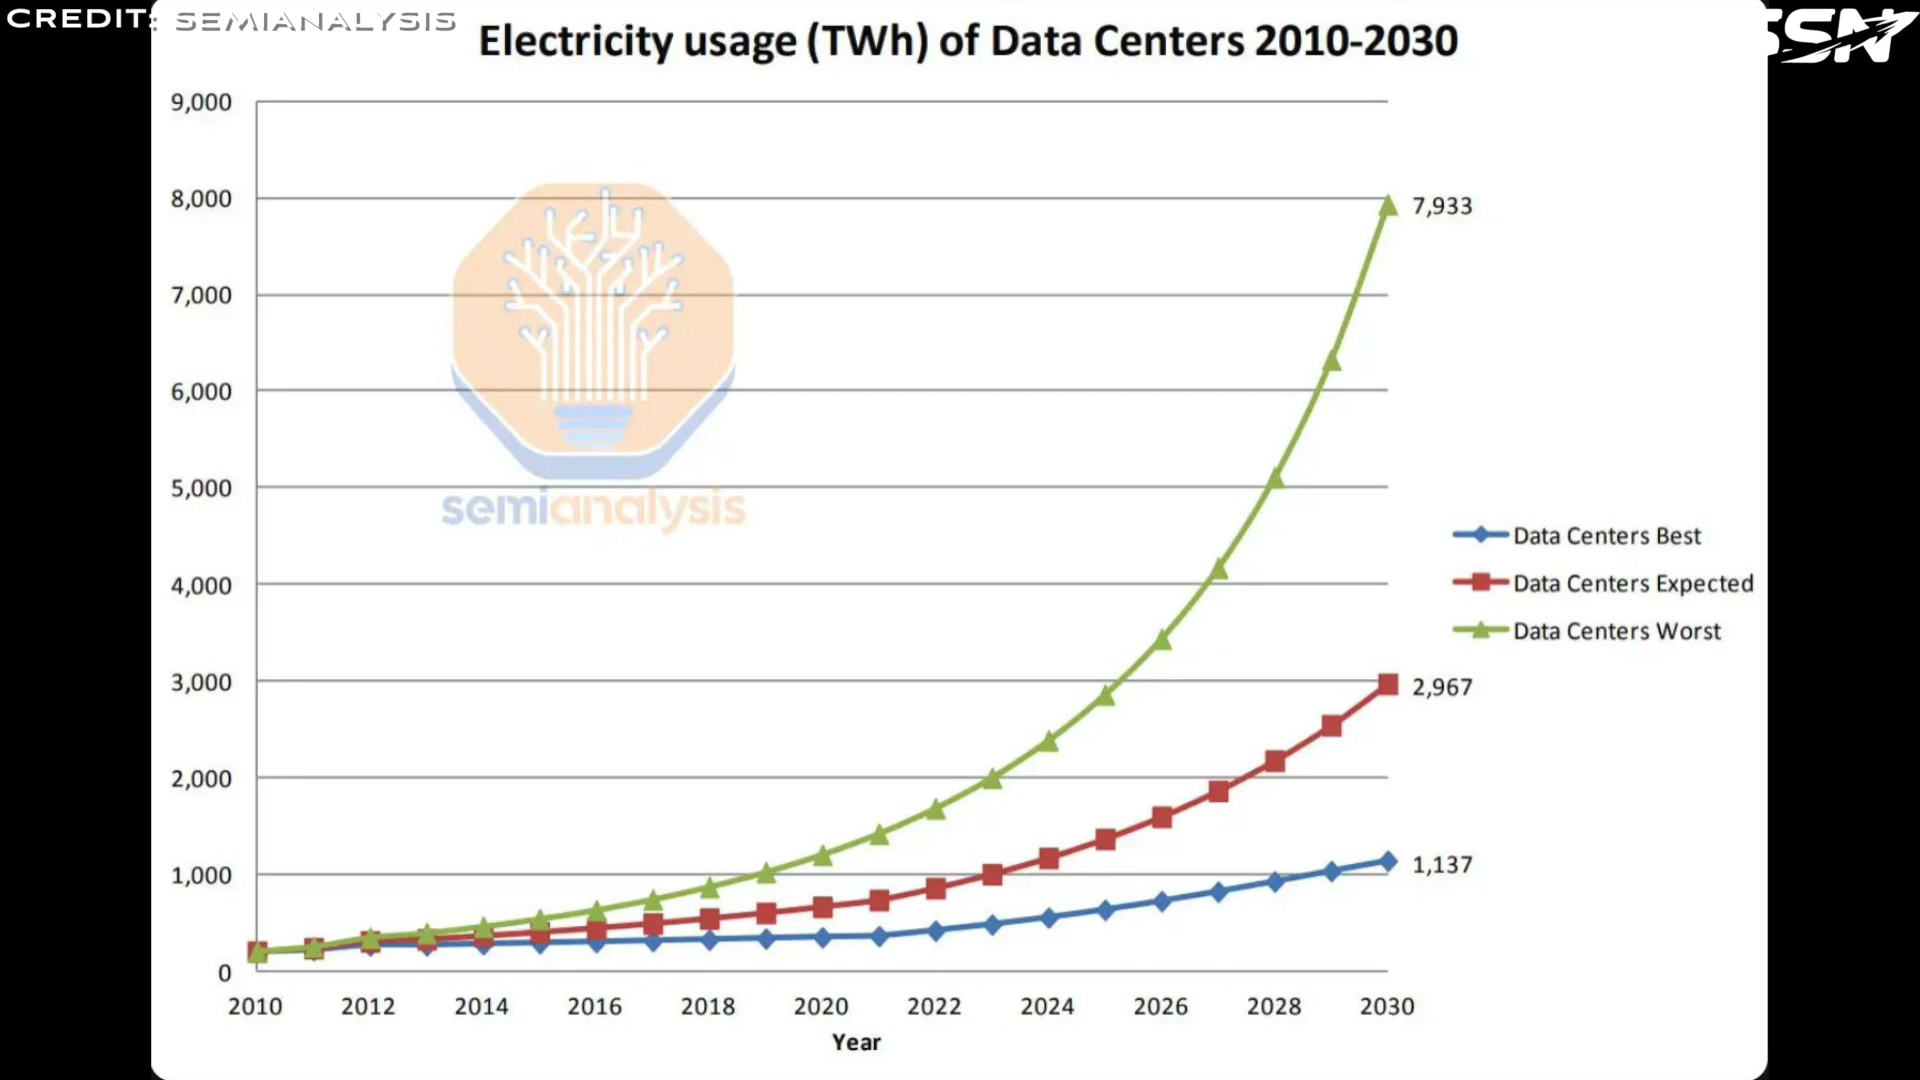 CREDIT: SEMIANALYSIS
SSN
Electricity usage (TWh) of Data Centers 2010-2030
9,000
8,000
7,000
6,000
5,000
4,000
3,000
2,000
1,000
0
semianalysis
7,933
2,967
1,137
Data Centers Best
Data Centers Expected
Data Centers Worst
2010 2012 2014 2016 2018 2020 2022 2024 2026 2028 2030
Year